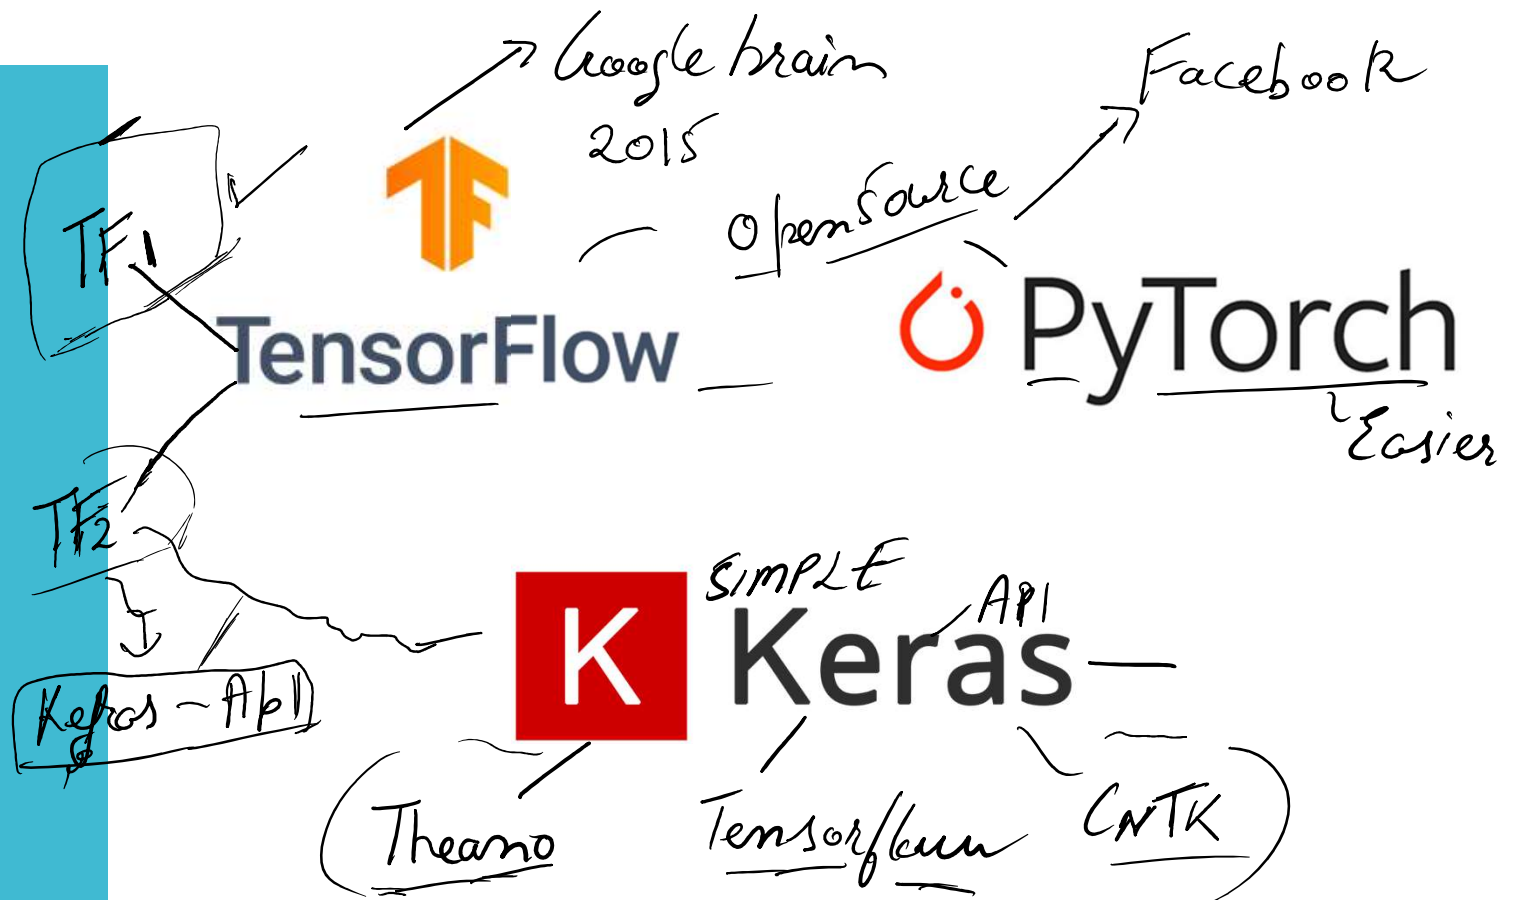 Google brain
2015
Facebook
OpenSource
TF1
TensorFlow
PyTorch
Easier
TF2
SIMPLE
API
K Keras
Keras - API
Theano
Tensorflow
CNTK